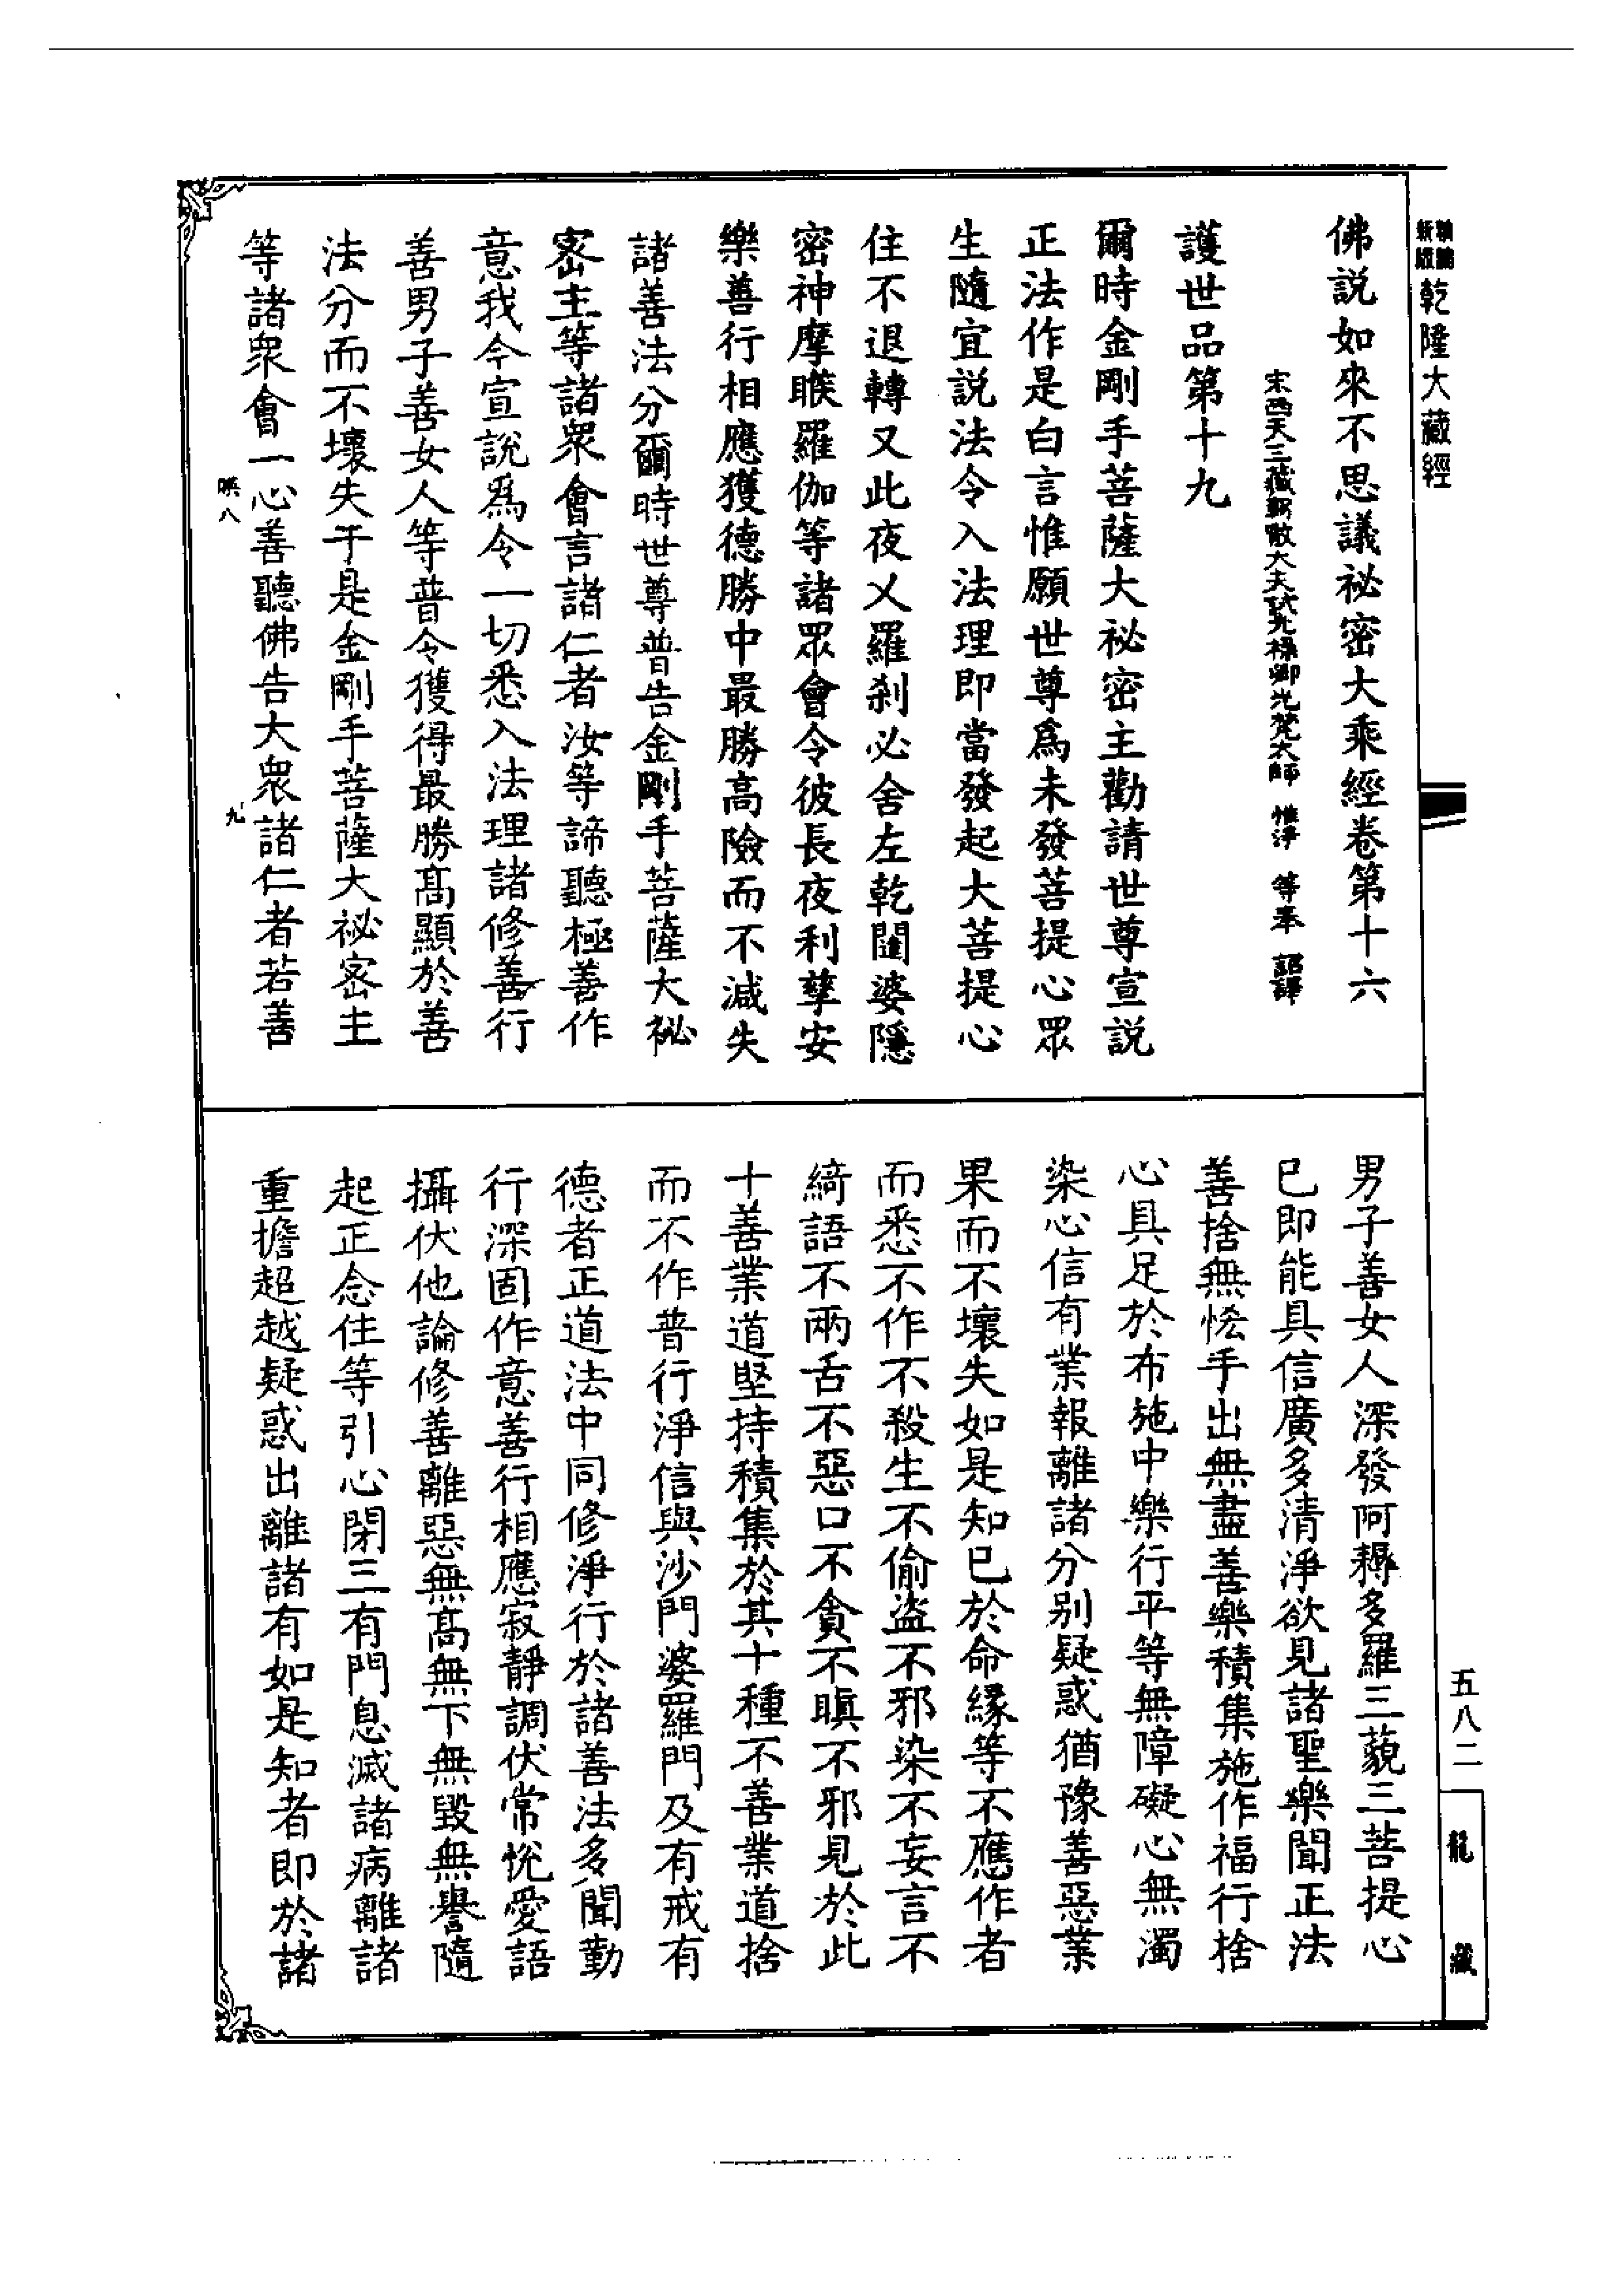 乾隆大藏經
佛說如來不思議祕密大乘經卷第十六
宋西天三藏朝散大夫試光祿卿光梵大師 惟淨 等奉 詔譯
護世品第十九
爾時金剛手菩薩大祕密主勸請世尊宣説
正法作是白言惟願世尊爲未發菩提心眾
生隨宜説法令入法理即當發起大菩提心
住不退轉又此夜乂羅刹必舍左乾闥婆隱
密神摩睺羅伽等諸眾會令彼長夜利孳安
樂善行相應獲德勝中最勝高險而不減失
諸善法分爾時世尊普告金剛手菩薩大祕
密主等諸衆會言諸仁者汝等諦聽極善作
意我今宣說爲令一切悉入法理諸修善行
善男子善女人等普令獲得最勝髙顯於善
法分而不壞失于是金剛手菩薩大祕密主
等諸衆會一心善聽佛告大衆諸仁者若善
映八
九
男子善女人深發阿耨多羅三藐三菩提心
已即能具信廣多清淨欲見諸聖樂聞正法
善捨無恡手出無盡善樂積集施作福行捨
心具足於布施中樂行平等無障礙心無濁
染心信有業報離諸分别疑惑猶豫善惡業
果而不壞失如是知已於命緣等不應作者
而悉不作不殺生不偷盜不邪染不妄言不
綺語不兩舌不惡口不貪不瞋不邪見於此
十善業道堅持積集於其十種不善業道捨
而不作普行淨信與沙門婆羅門及有戒有
德者正道法中同修淨行於諸善法多聞勤
行深固作意善行相應寂靜調伏常悅愛語
攝伏他論修善離惡無髙無下無毀無譽隨
起正念住等引心閉三有門息滅諸病離諸
重擔超越疑惑出離諸有如是知者即於諸
五八二
龍藏